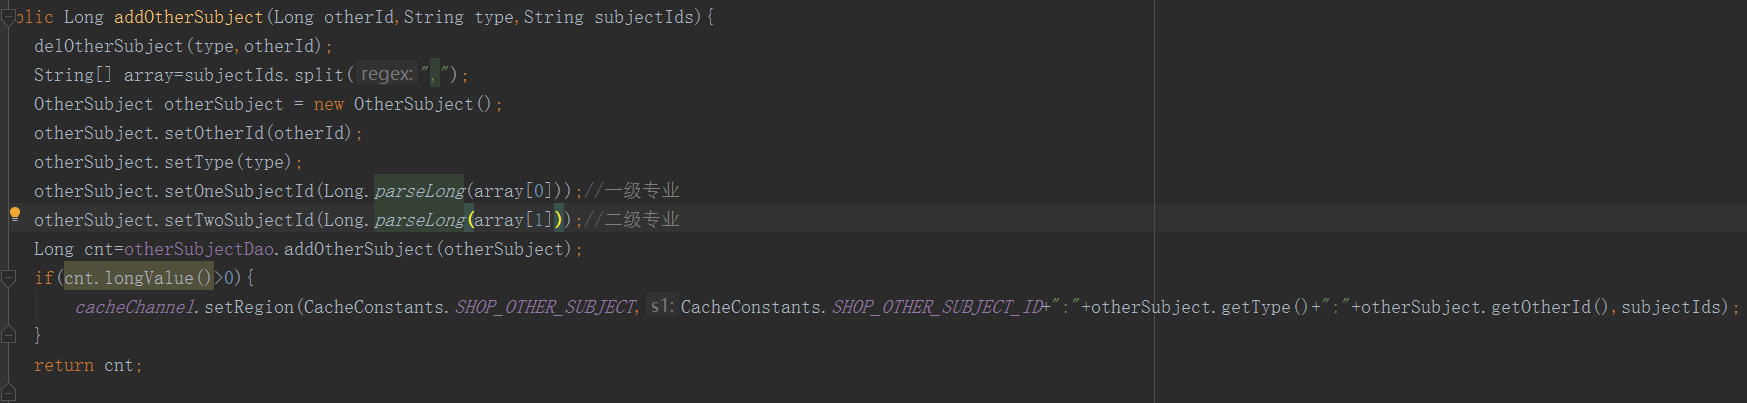 blic Long addOtherSubject(Long otherId,String type,String subjectIds){
delOtherSubject(type,otherId);
String[] array=subjectIds.split( regex: ",");
OtherSubject otherSubject = new OtherSubject();
otherSubject.setOtherId(otherId);
otherSubject.setType(type);
otherSubject.setOneSubjectId(Long.parseLong(array[0]));//一级专业
otherSubject.setTwoSubjectId(Long.parseLong(array[1]));//二级专业
Long cnt=otherSubjectDao.addOtherSubject(otherSubject);
if(cnt.longValue()>0){
cacheChannel.setRegion(CacheConstants.SHOP_OTHER_SUBJECT, s1: CacheConstants.SHOP_OTHER_SUBJECT_ID+":"+otherSubject.getType()+":"+otherSubject.getOtherId(),subjectIds);
}
return cnt;